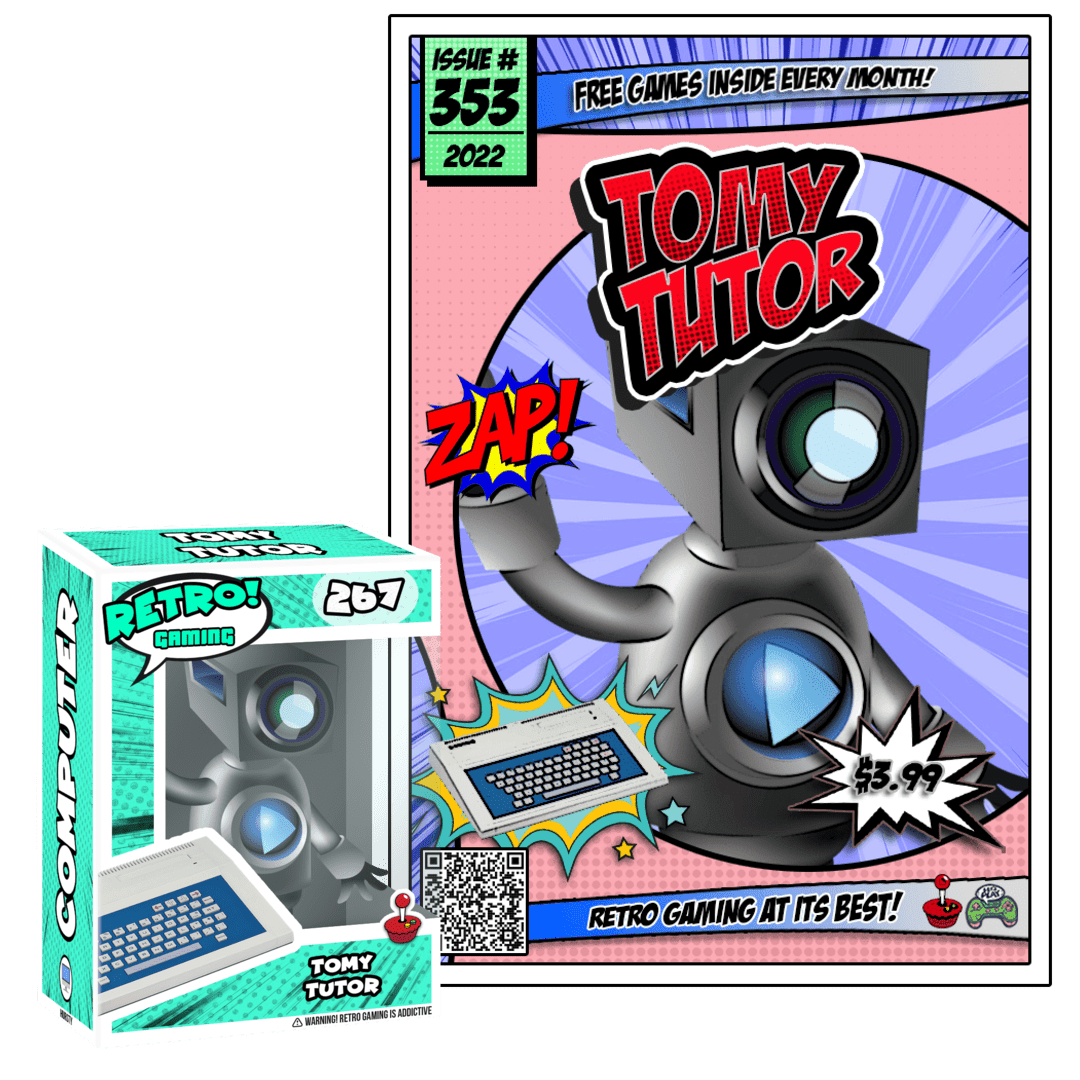 ISSUE #
353
2022
FREE GAMES INSIDE EVERY MONTH!
TOMY
TUTOR
ZAP!
$3.99
RETRO GAMING AT ITS BEST!
TOMY
TUTOR
RETRO!
GAMING
267
COMPUTER
TOMY
TUTOR
WARNING! RETRO GAMING IS ADDICTIVE